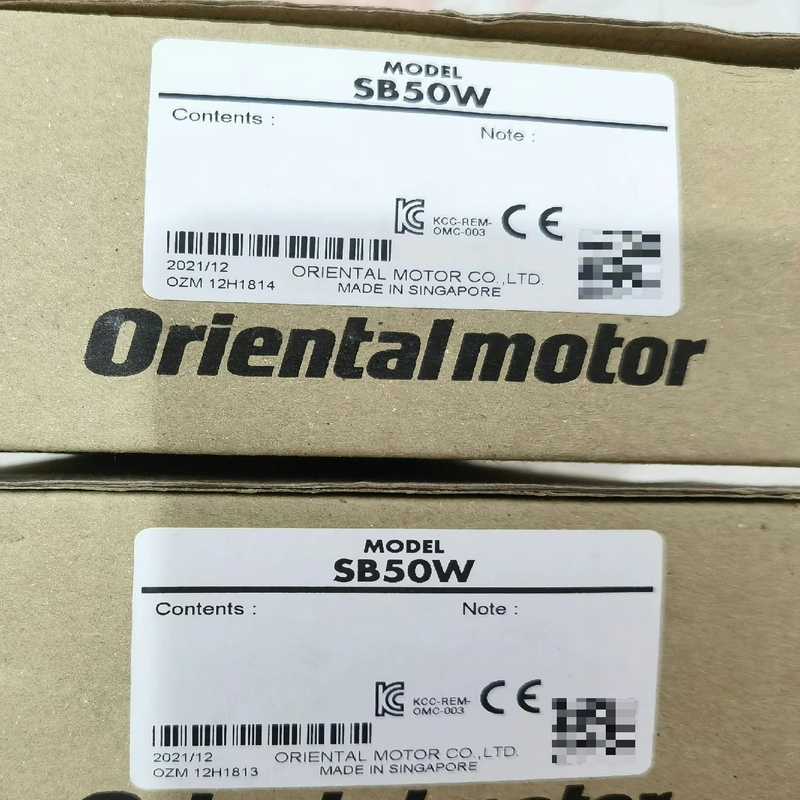 MODEL
SB50W
Contents :
Note :
KCC-REM-
OMC-003
CE
2021/12
ORIENTAL MOTOR CO.,LTD.
OZM 12H1814
MADE IN SINGAPORE
Orientalmotor
MODEL
SB50W
Contents :
Note :
KCC-REM-
OMC-003
CE
2021/12
ORIENTAL MOTOR CO.,LTD.
OZM 12H1813
MADE IN SINGAPORE
Orientalmotor